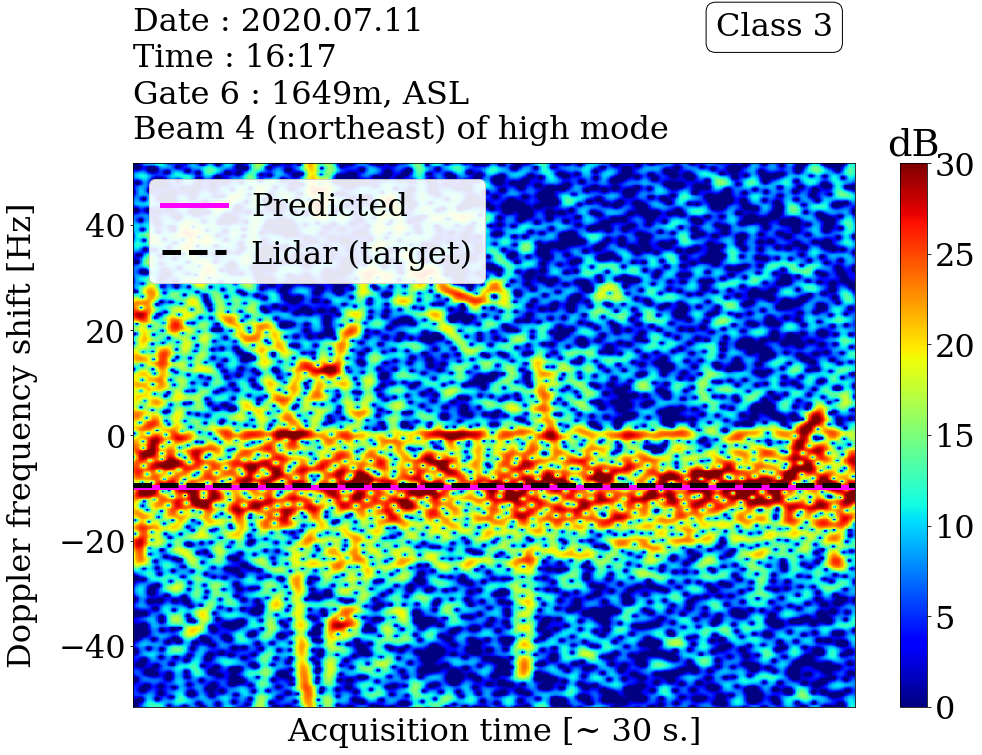 Date : 2020.07.11
Time : 16:17
Gate 6 : 1649m, ASL
Beam 4 (northeast) of high mode
Class 3
dB
Predicted
Lidar (target)
Doppler frequency shift [Hz]
40
20
0
−20
−40
Acquisition time [~ 30 s.]
30
25
20
15
10
5
0